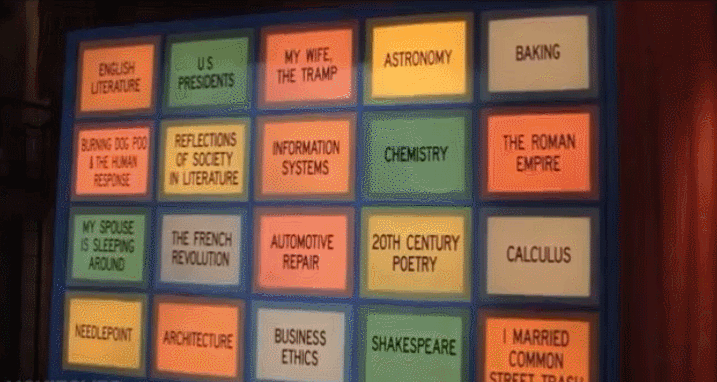 ENGLISH
LITERATURE
U S
PRESIDENTS
MY WIFE,
THE TRAMP
ASTRONOMY
BAKING
BURNING DOG POO
& THE HUMAN
RESPONSE
REFLECTIONS
OF SOCIETY
IN LITERATURE
INFORMATION
SYSTEMS
CHEMISTRY
THE ROMAN
EMPIRE
MY SPOUSE
IS SLEEPING
AROUND
THE FRENCH
REVOLUTION
AUTOMOTIVE
REPAIR
20TH CENTURY
POETRY
CALCULUS
NEEDLEPOINT
ARCHITECTURE
BUSINESS
ETHICS
SHAKESPEARE
I MARRIED
COMMON
STREET TRASH